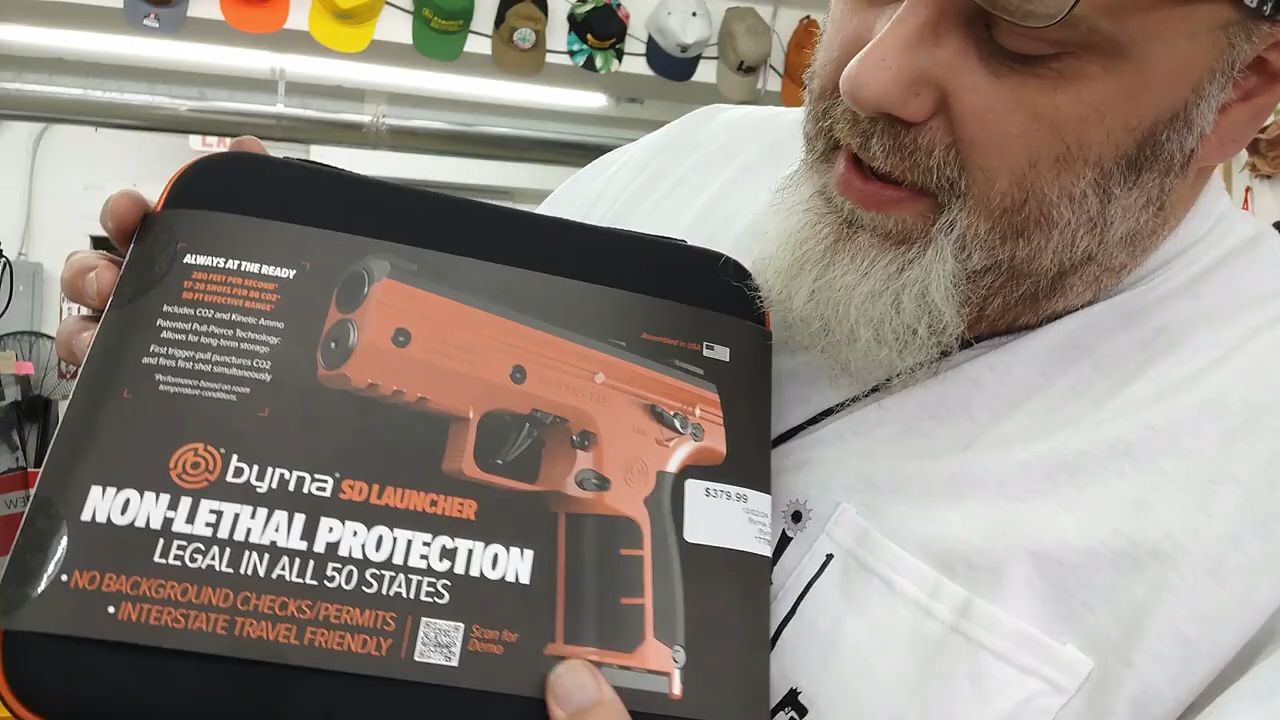 ALWAYS AT THE READY
280 FEET PER SECOND*
17-20 SHOTS PER 8G CO2*
60 FT EFFECTIVE RANGE*
Includes CO2 and Kinetic Ammo
Patented Pull-Pierce Technology:
Allows for long-term storage
First trigger-pull punctures CO2
and fires first shot simultaneously
*Performance based on room
temperature conditions.
Assembled in USA
byrna SD LAUNCHER
NON-LETHAL PROTECTION
LEGAL IN ALL 50 STATES
• NO BACKGROUND CHECKS/PERMITS
• INTERSTATE TRAVEL FRIENDLY
Scan for
Demo
$379.99
Byrna